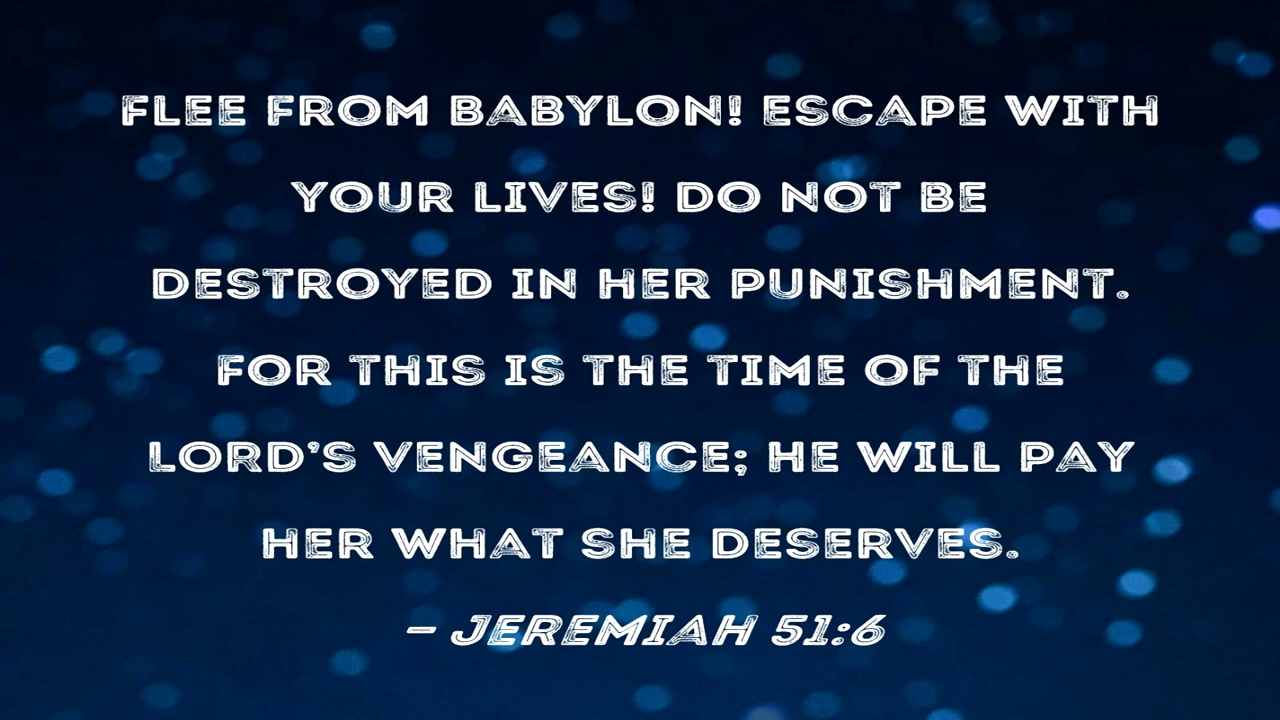 FLEE FROM BABYLON! ESCAPE WITH
YOUR LIVES! DO NOT BE
DESTROYED IN HER PUNISHMENT.
FOR THIS IS THE TIME OF THE
LORD'S VENGEANCE; HE WILL PAY
HER WHAT SHE DESERVES.
– JEREMIAH 51:6